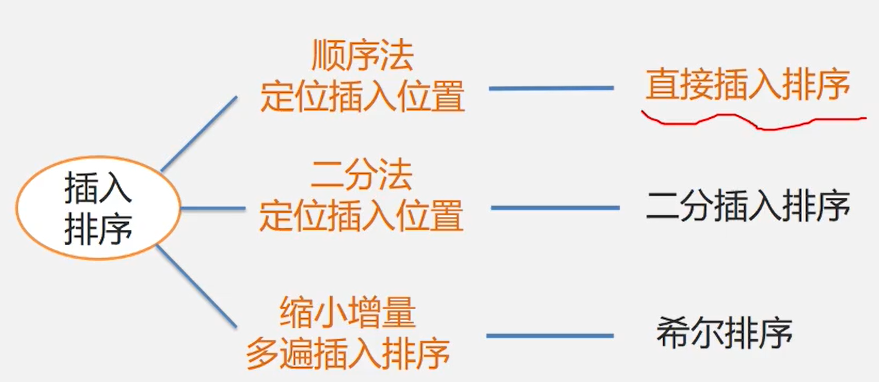 顺序法
定位插入位置
直接插入排序
插入
排序
二分法
定位插入位置
二分插入排序
缩小增量
多遍插入排序
希尔排序